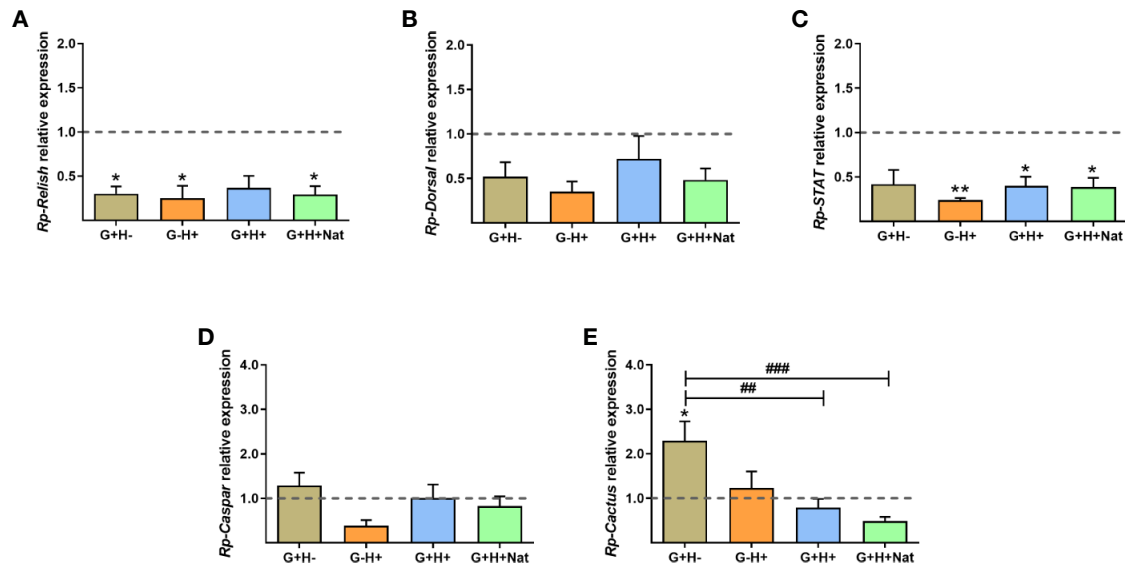 A
Rp-Relish relative expression
2.0
1.5
1.0
0.5
*
*
*
G+H-
G-H+
G+H+
G+H+Nat
B
Rp-Dorsal relative expression
2.0
1.5
1.0
0.5
G+H-
G-H+
G+H+
G+H+Nat
C
Rp-STAT relative expression
2.0
1.5
1.0
0.5
**
*
*
G+H-
G-H+
G+H+
G+H+Nat
D
Rp-Caspar relative expression
4.0
3.0
2.0
1.0
G+H-
G-H+
G+H+
G+H+Nat
E
Rp-Cactus relative expression
4.0
3.0
2.0
1.0
###
##
*
G+H-
G-H+
G+H+
G+H+Nat